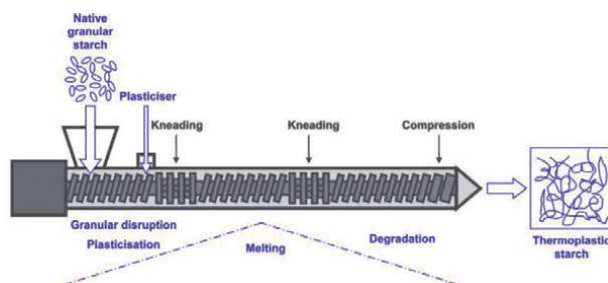 Native
granular
starch
Plasticiser
Kneading
Kneading
Compression
Granular disruption
Plasticisation
Melting
Degradation
Thermoplastic
starch